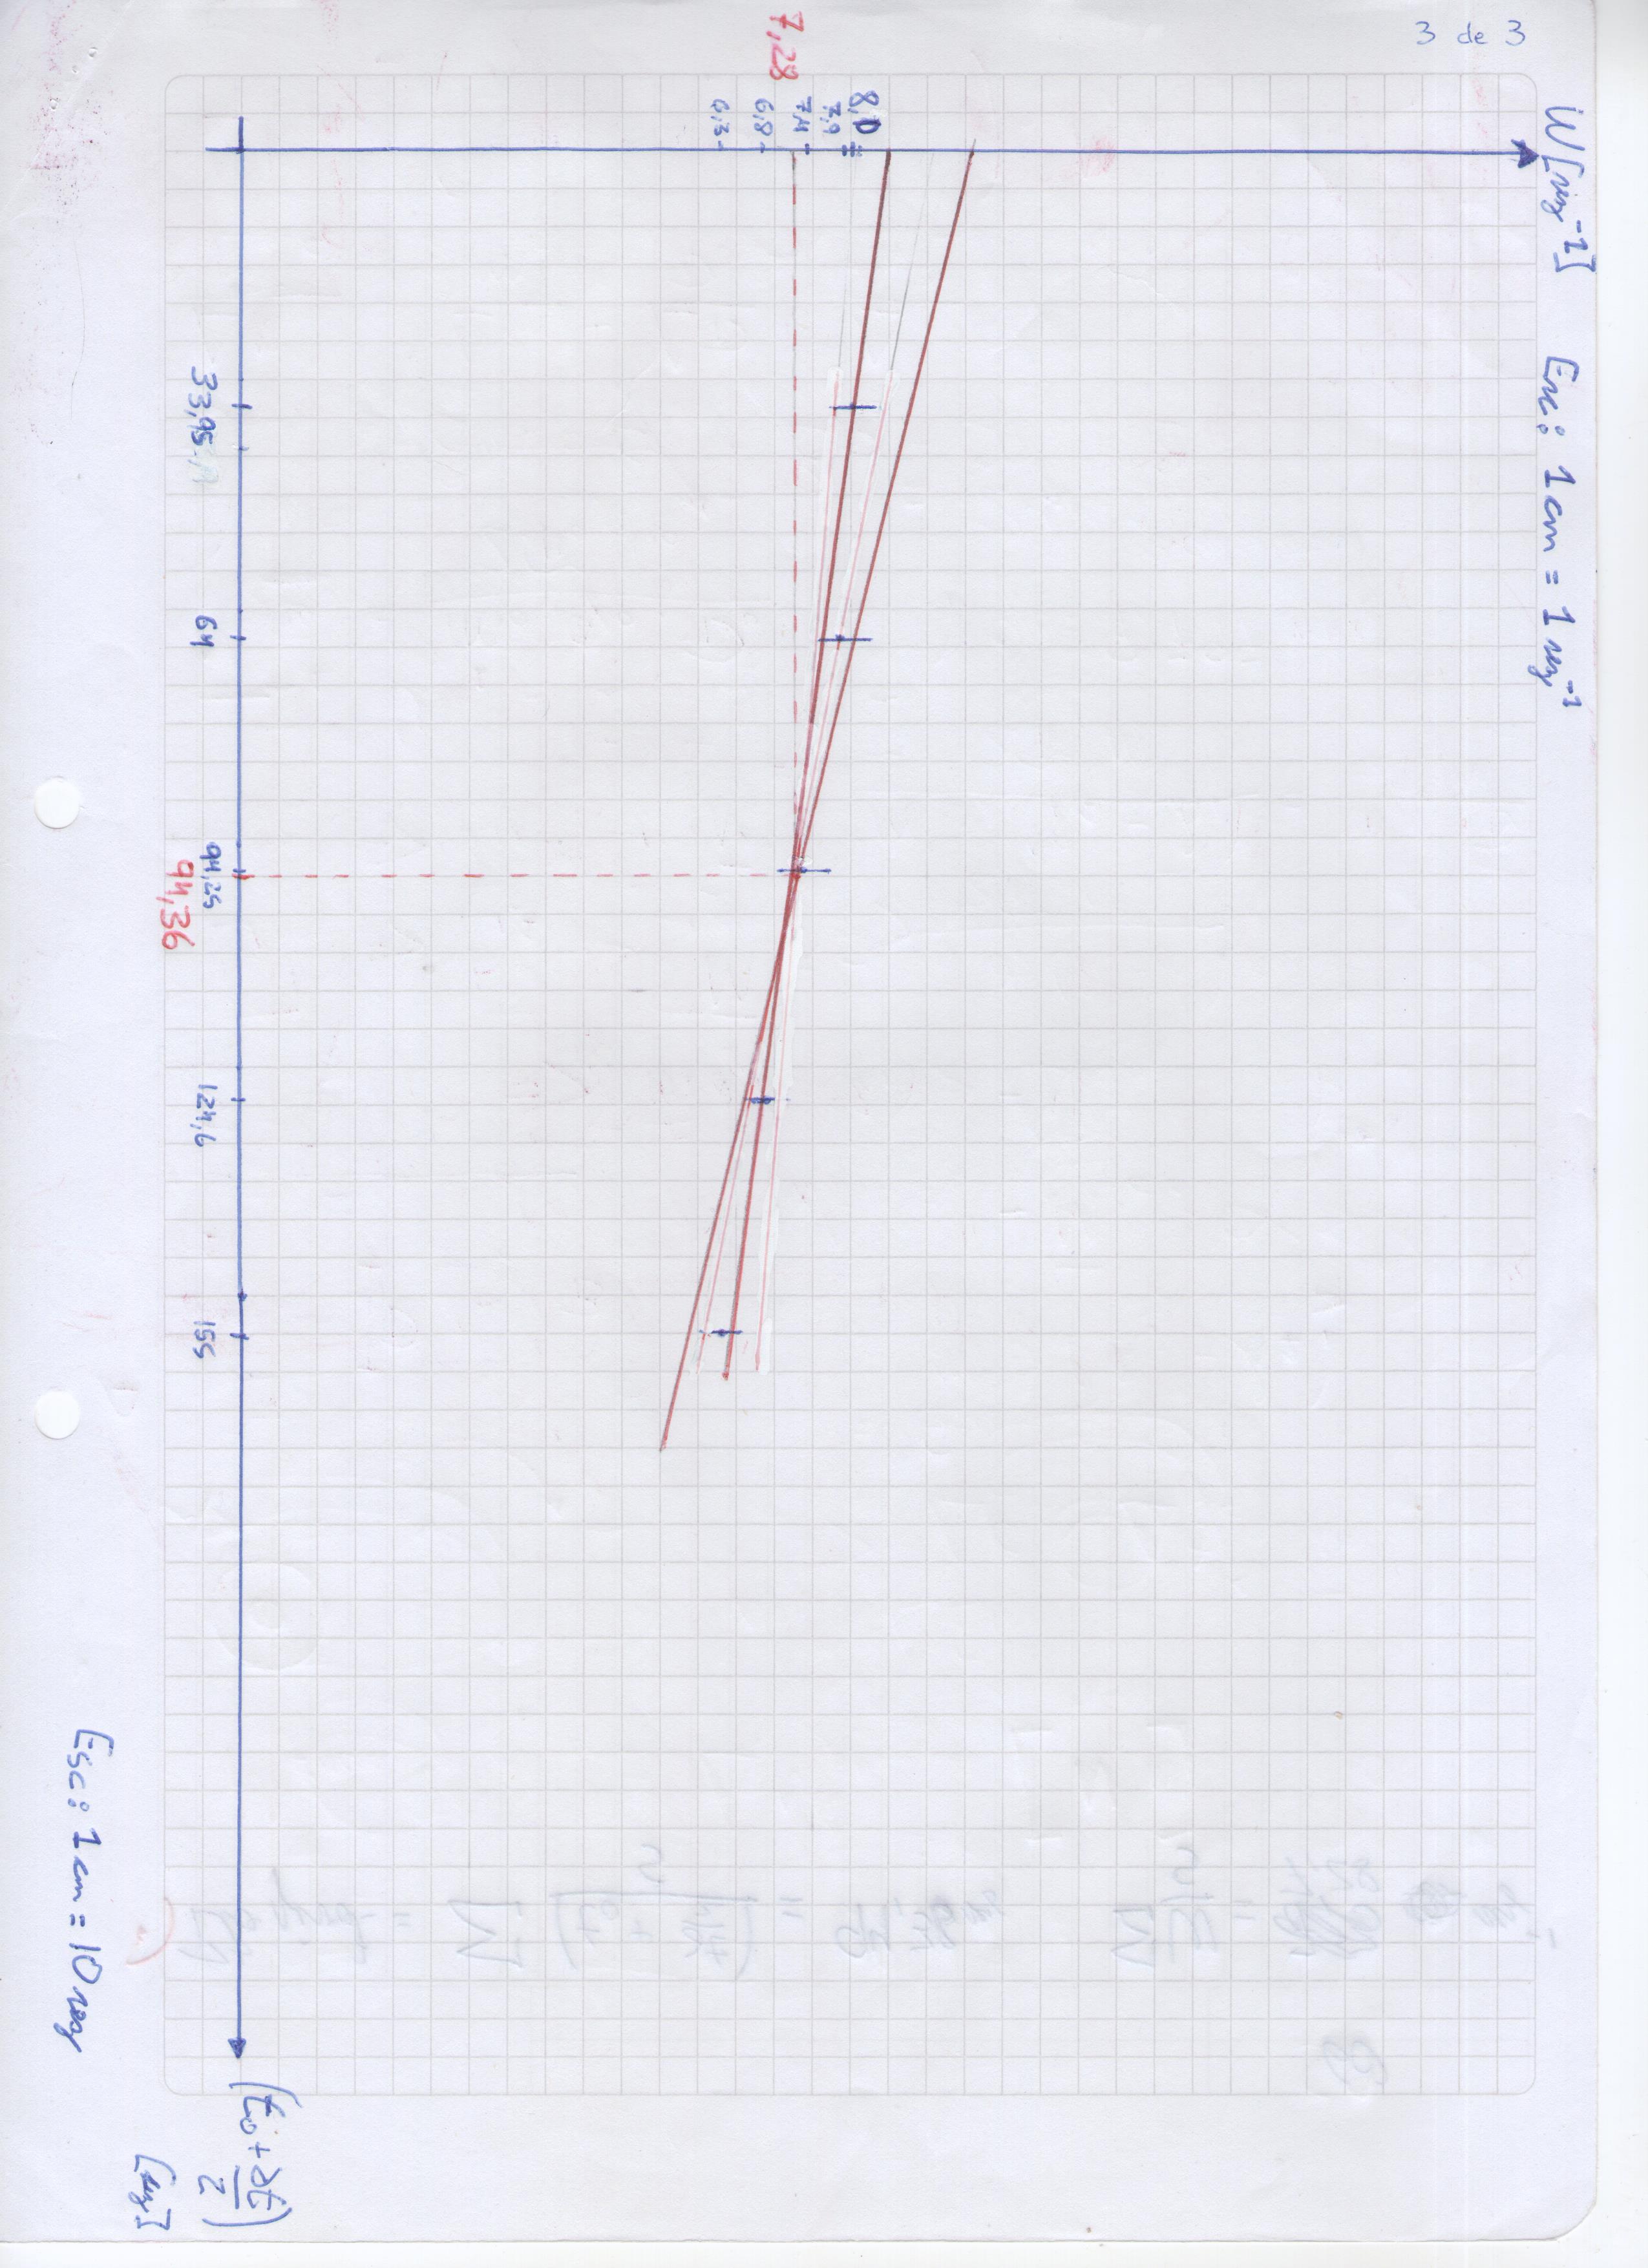 3 de 3
W[seg⁻¹] Esc: 1 cm = 1 seg⁻¹
8,0
7,9
7,4
7,28
6,8
6,3
33,95
64
94,25
94,36
124,6
155
(t₀ + ∂t/2)
[seg]
Esc: 1 cm = 10 seg